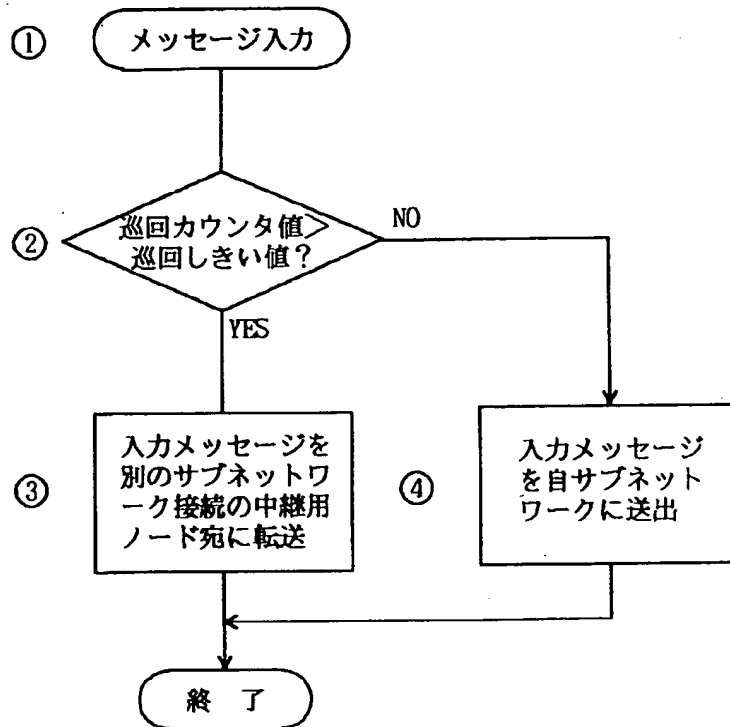 ① メッセージ入力
② 巡回カウンタ値>
巡回しきい値？
NO
YES
③ 入力メッセージを
別のサブネットワ
ーク接続の中継用
ノード宛に転送
④ 入力メッセージ
を自サブネット
ワークに送出
終 了